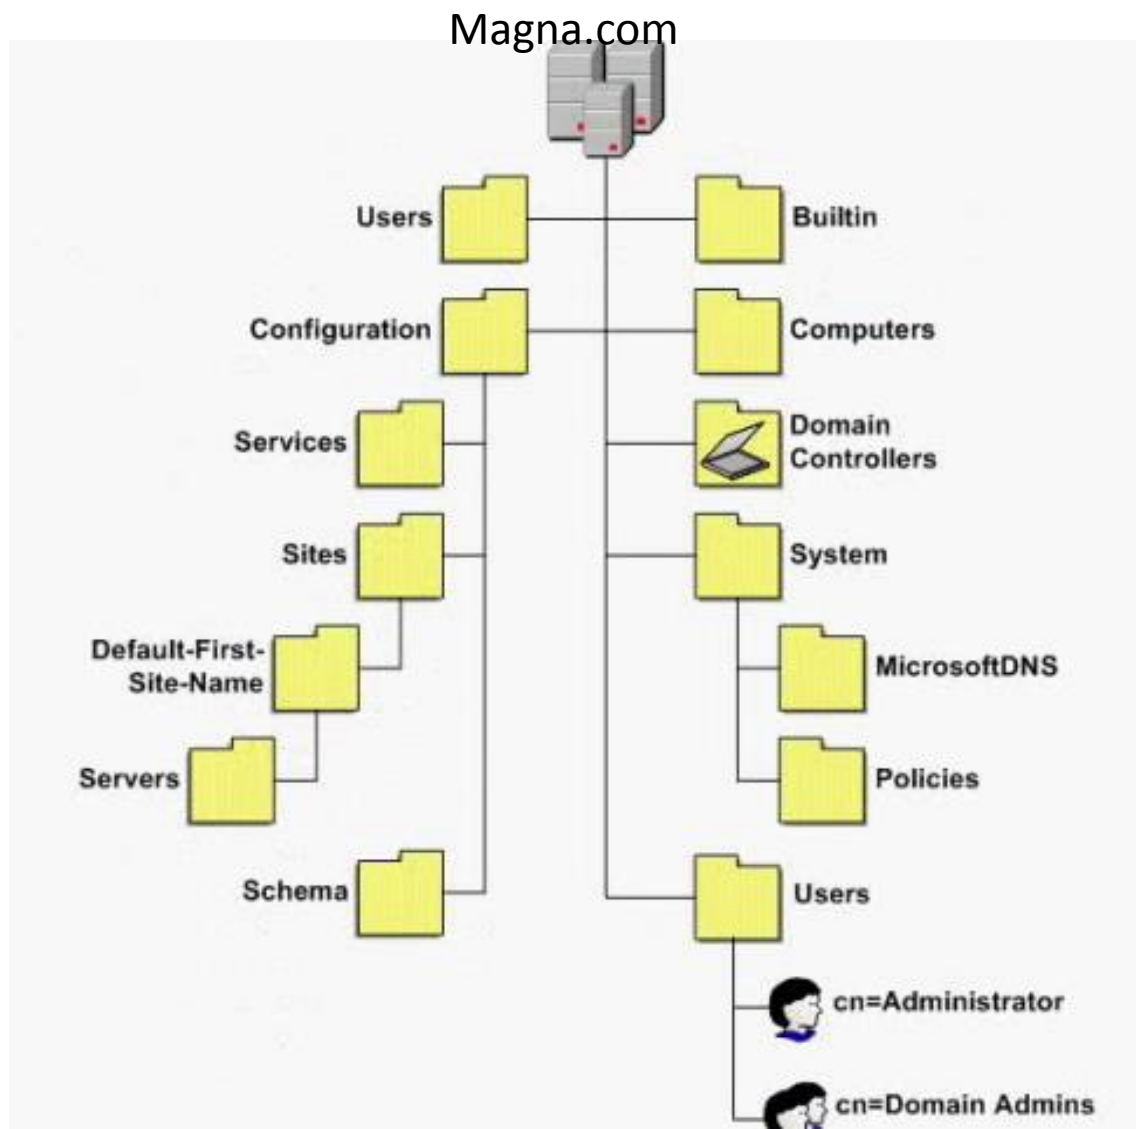 Magna.com
Users
Builtin
Configuration
Computers
Services
Domain
Controllers
Sites
System
Default-First-
Site-Name
MicrosoftDNS
Servers
Policies
Schema
Users
cn=Administrator
cn=Domain Admins